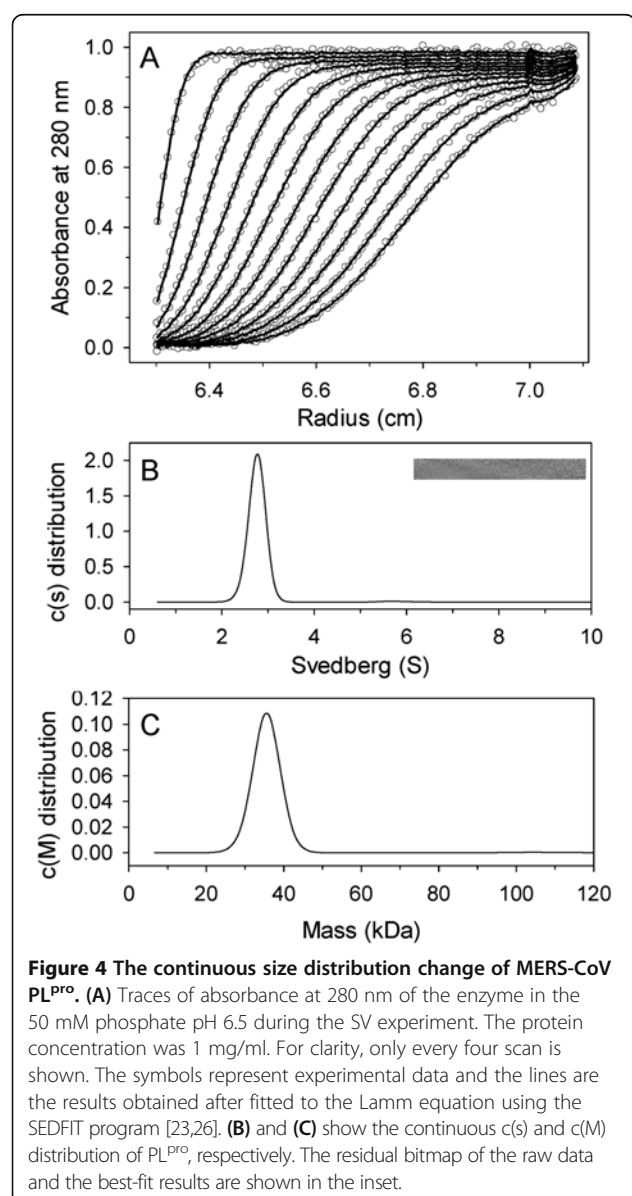 A
1.0
0.8
0.6
0.4
0.2
0.0
Absorbance at 280 nm
6.4 6.6 6.8 7.0
Radius (cm)
B
2.0
1.5
1.0
0.5
0.0
c(s) distribution
0 2 4 6 8 10
Svedberg (S)
C
0.12
0.10
0.08
0.06
0.04
0.02
0.00
c(M) distribution
0 20 40 60 80 100 120
Mass (kDa)
Figure 4 The continuous size distribution change of MERS-CoV
PLpro. (A) Traces of absorbance at 280 nm of the enzyme in the
50 mM phosphate pH 6.5 during the SV experiment. The protein
concentration was 1 mg/ml. For clarity, only every four scan is
shown. The symbols represent experimental data and the lines are
the results obtained after fitted to the Lamm equation using the
SEDFIT program [23,26]. (B) and (C) show the continuous c(s) and c(M)
distribution of PLpro, respectively. The residual bitmap of the raw data
and the best-fit results are shown in the inset.